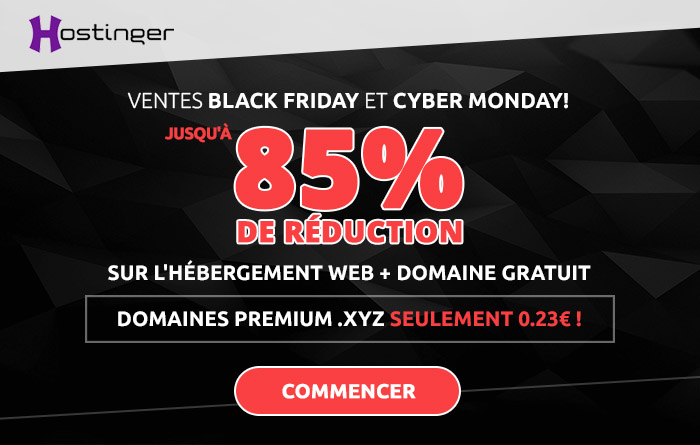 Hostinger
VENTES BLACK FRIDAY ET CYBER MONDAY!
JUSQU'À
85%
DE RÉDUCTION
SUR L'HÉBERGEMENT WEB + DOMAINE GRATUIT
DOMAINES PREMIUM .XYZ SEULEMENT 0.23€ !
COMMENCER